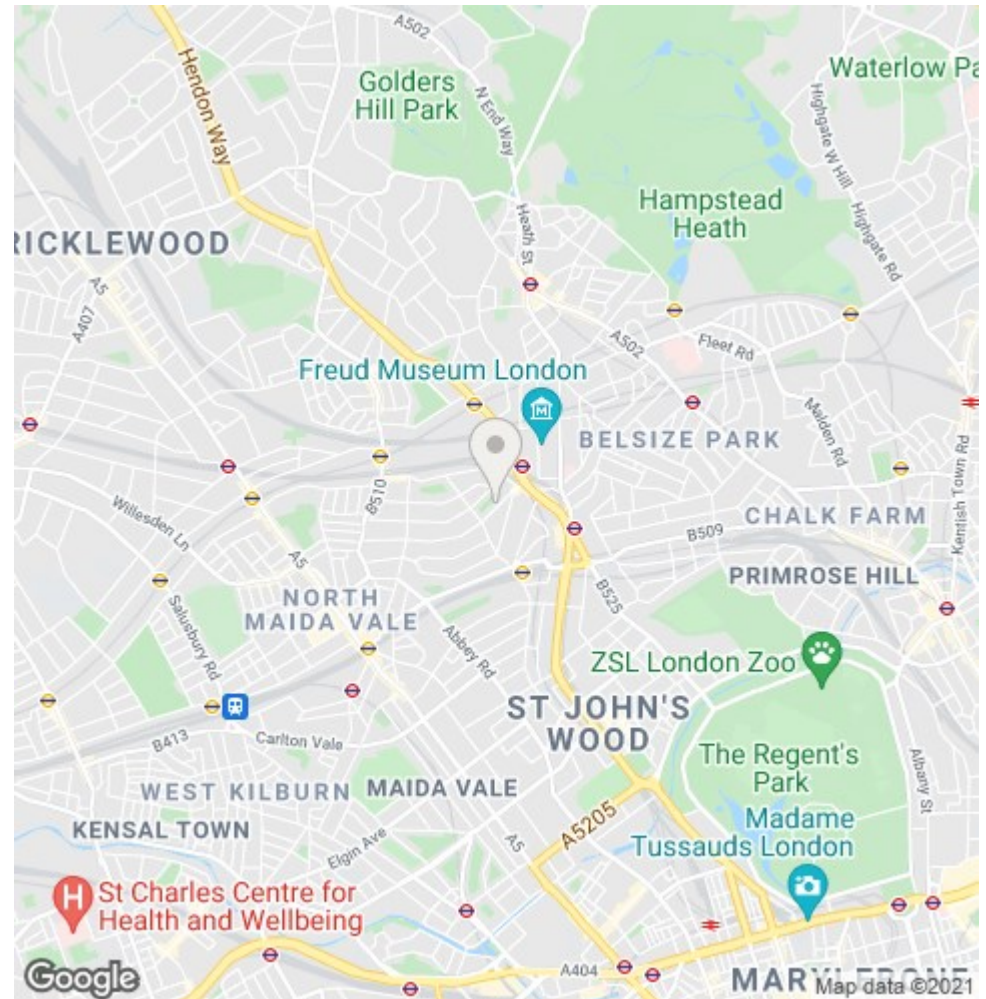 A502
Hendon Way
Golders
Hill Park
N End Way
Waterlow Pa
Highgate W Hill
Hampstead
Heath
Highgate Rd
Heath St
RICKLEWOOD
A5
A407
A502
Fleet Rd
Freud Museum London
M
BELSIZE PARK
Malden Rd
Kentish Town Rd
B510
Willesden Ln
A5
B509
CHALK FARM
PRIMROSE HILL
NORTH
MAIDA VALE
Salusbury Rd
Abbey Rd
B525
ZSL London Zoo
ST JOHN'S
WOOD
B413
Carlton Vale
The Regent's
Park
Albany St
WEST KILBURN
MAIDA VALE
KENSAL TOWN
Elgin Ave
A5
A5205
Madame
Tussauds London
H
St Charles Centre for
Health and Wellbeing
A404
MARYLEBONE
Google
Map data ©2021